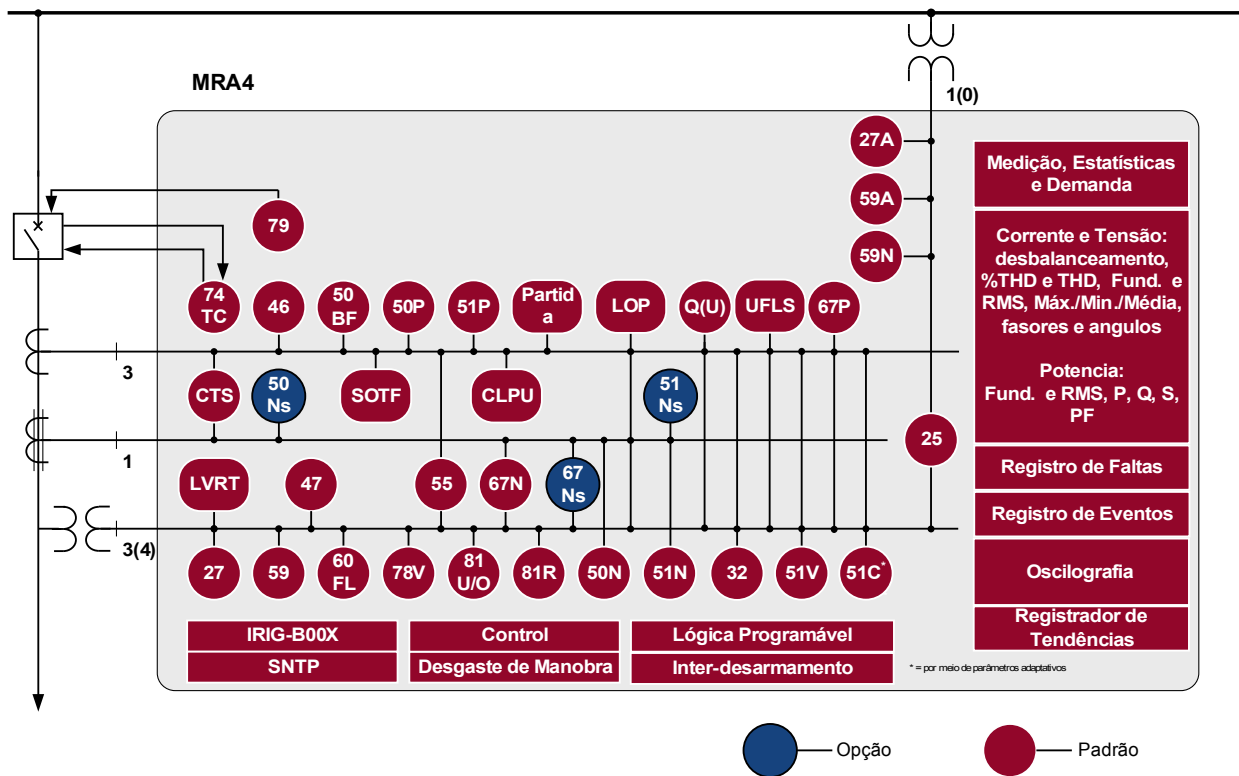 MRA4
1(0)
27A
59A
59N
Medição, Estatísticas
e Demanda
Corrente e Tensão:
desbalanceamento,
%THD e THD, Fund. e
RMS, Máx./Min./Média,
fasores e angulos
Potencia:
Fund. e RMS, P, Q, S,
PF
Registro de Faltas
Registro de Eventos
Oscilografia
Registrador de
Tendências
79
74
TC
46
50
BF
50P
51P
Partid
a
LOP
Q(U)
UFLS
67P
3
CTS
50
Ns
SOTF
CLPU
51
Ns
25
1
LVRT
47
55
67N
67
Ns
3(4)
27
59
60
FL
78V
81
U/O
81R
50N
51N
32
51V
51C*
IRIG-B00X
Control
Lógica Programável
SNTP
Desgaste de Manobra
Inter-desarmamento
* = por meio de parâmetros adaptativos
Opção
Padrão